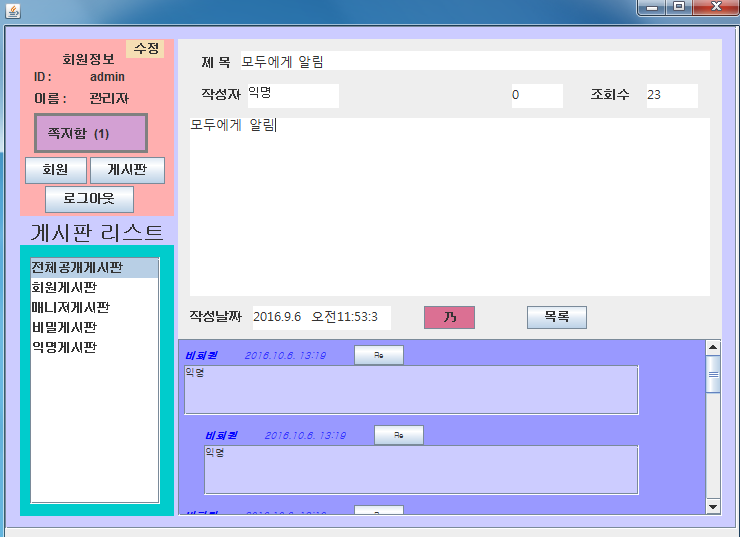 수정
회원정보
ID : admin
이름 : 관리자
쪽지함 (1)
회원 게시판
로그아웃
게시판 리스트
전체공개게시판
회원게시판
매니저게시판
비밀게시판
익명게시판
제 목 모두에게 알림
작성자 익명 0 조회수 23
모두에게 알림
작성날짜 2016.9.6 오전11:53:3 乃 목록
비회원 2016.10.6. 13:19 Re
익명
비회원 2016.10.6. 13:19 Re
익명